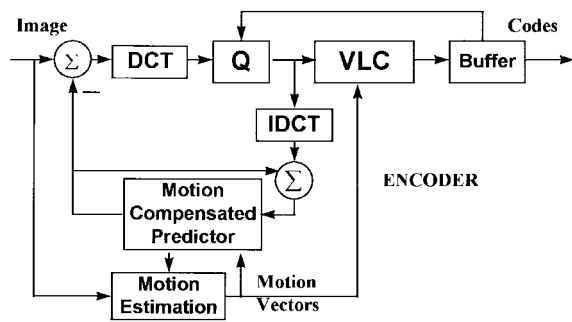 Image
Codes
Σ
DCT
Q
VLC
Buffer
IDCT
Σ
ENCODER
Motion
Compensated
Predictor
Motion
Estimation
Motion
Vectors